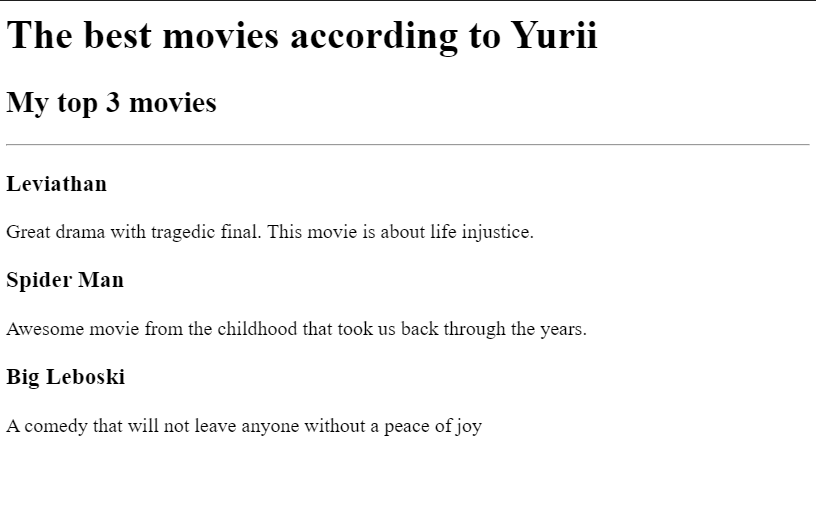 The best movies according to Yurii
My top 3 movies
Leviathan
Great drama with tragedic final. This movie is about life injustice.
Spider Man
Awesome movie from the childhood that took us back through the years.
Big Leboski
A comedy that will not leave anyone without a peace of joy